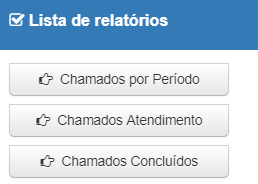 Lista de relatórios
Chamados por Período
Chamados Atendimento
Chamados Concluídos